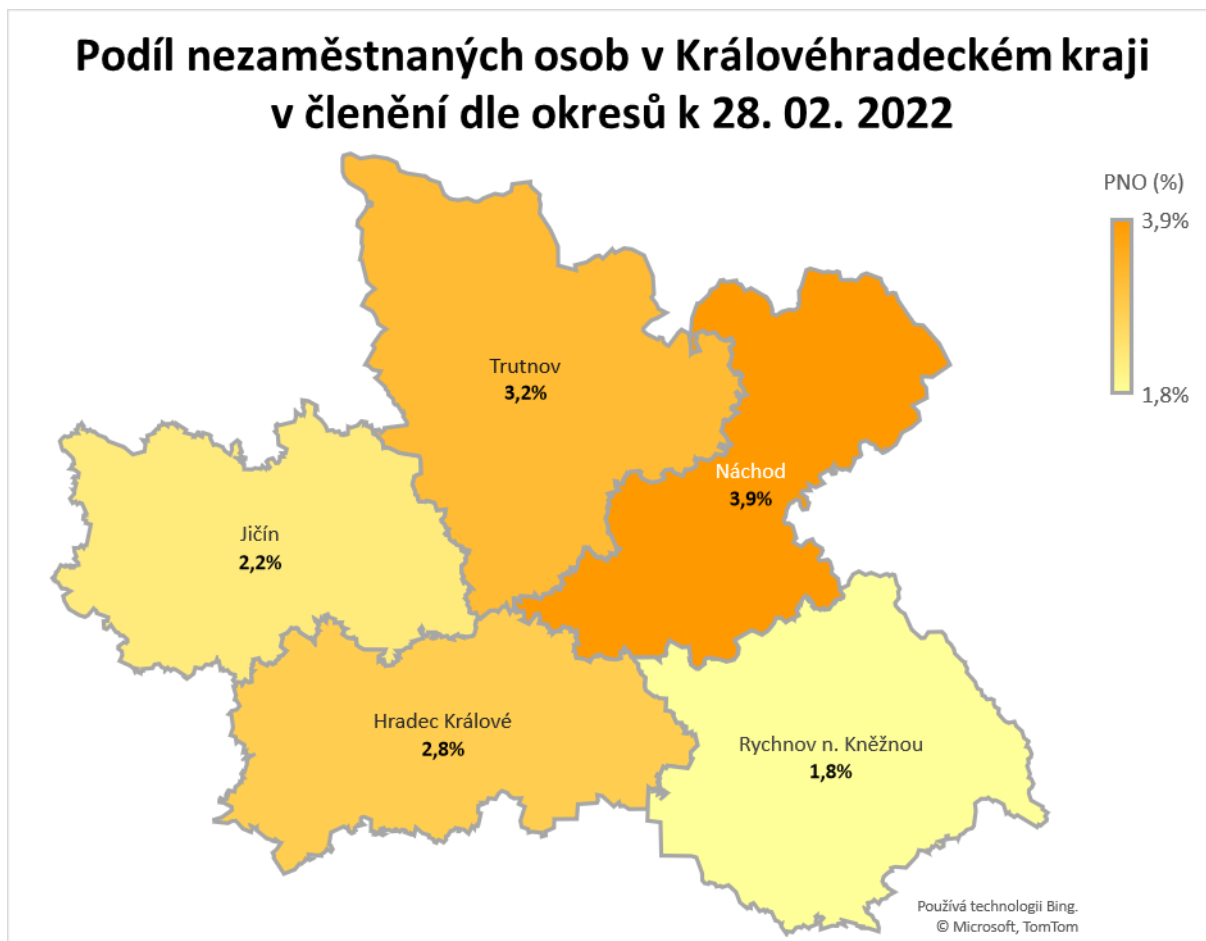 Podíl nezaměstnaných osob v Královéhradeckém kraji
v členění dle okresů k 28. 02. 2022
PNO (%)
3,9%
1,8%
Trutnov
3,2%
Náchod
3,9%
Jičín
2,2%
Hradec Králové
2,8%
Rychnov n. Kněžnou
1,8%
Používá technologii Bing.
© Microsoft, TomTom